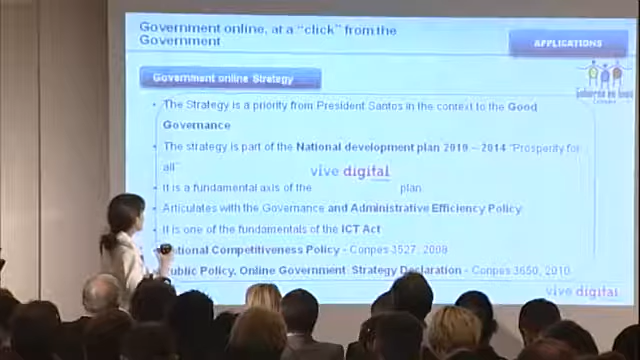 Government online, at a “click” from the
Government
APPLICATIONS
Government online Strategy
• The Strategy is a priority from President Santos in the context to the Good
Governance
• The strategy is part of the National development plan 2010 – 2014 “Prosperity for
all”
• It is a fundamental axis of the vive digital plan
• Articulates with the Governance and Administrative Efficiency Policy
• It is one of the fundamentals of the ICT Act
National Competitiveness Policy - Conpes 3527, 2008
Public Policy. Online Government Strategy Declaration - Conpes 3650, 2010
vive digital